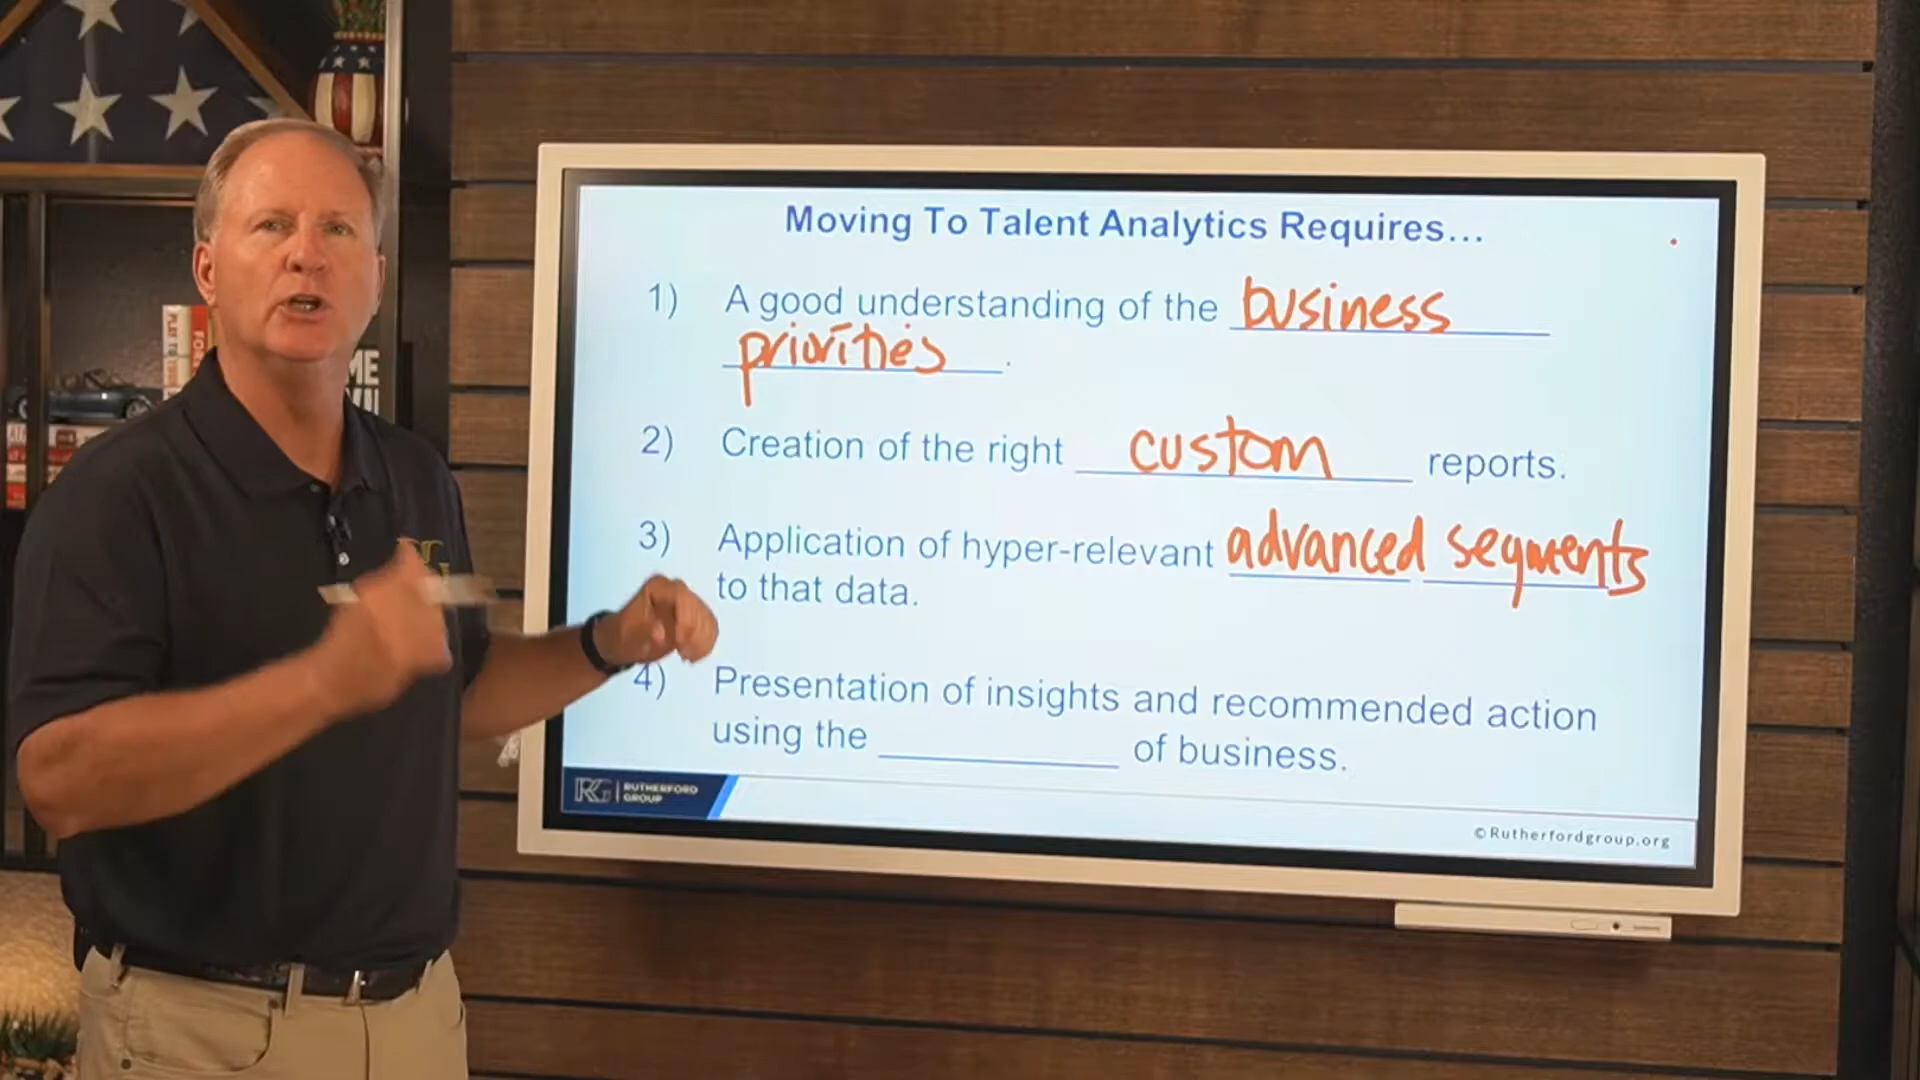 Moving To Talent Analytics Requires...
1) A good understanding of the business
priorities.
2) Creation of the right custom reports.
3) Application of hyper-relevant advanced segments
to that data.
4) Presentation of insights and recommended action
using the ________ of business.
RG | RUTHERFORD
GROUP
©Rutherfordgroup.org